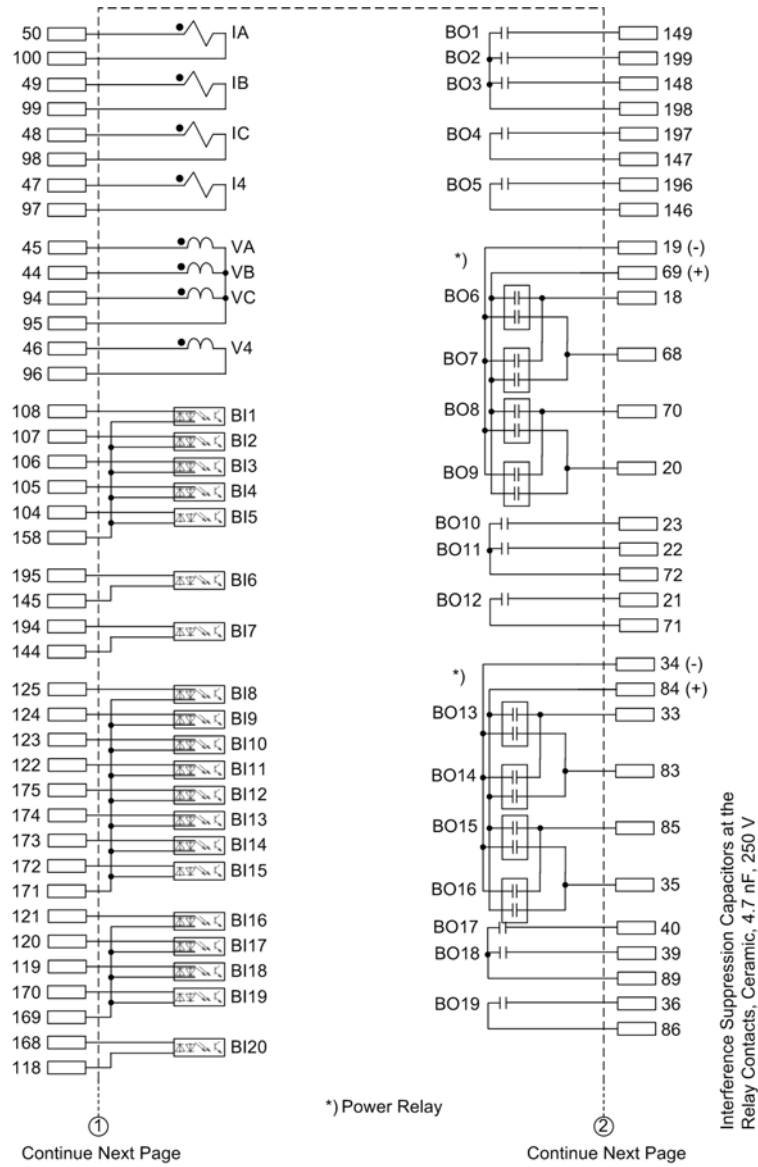 50 IA
100
49 IB
99
48 IC
98
47 I4
97
45 VA
44 VB
94 VC
95
46 V4
96
108 BI1
107 BI2
106 BI3
105 BI4
104 BI5
158
195 BI6
145
194 BI7
144
125 BI8
124 BI9
123 BI10
122 BI11
175 BI12
174 BI13
173 BI14
172 BI15
171
121 BI16
120 BI17
119 BI18
170 BI19
169
168 BI20
118
BO1 149
BO2 199
BO3 148
198
BO4 197
147
BO5 196
146
19 (-)
*)
69 (+)
BO6 18
BO7 68
BO8 70
BO9 20
BO10 23
BO11 22
72
BO12 21
71
34 (-)
*)
84 (+)
BO13 33
BO14 83
BO15 85
BO16 35
BO17 40
BO18 39
89
BO19 36
86
Interference Suppression Capacitors at the
Relay Contacts, Ceramic, 4.7 nF, 250 V
*) Power Relay
1
Continue Next Page
2
Continue Next Page